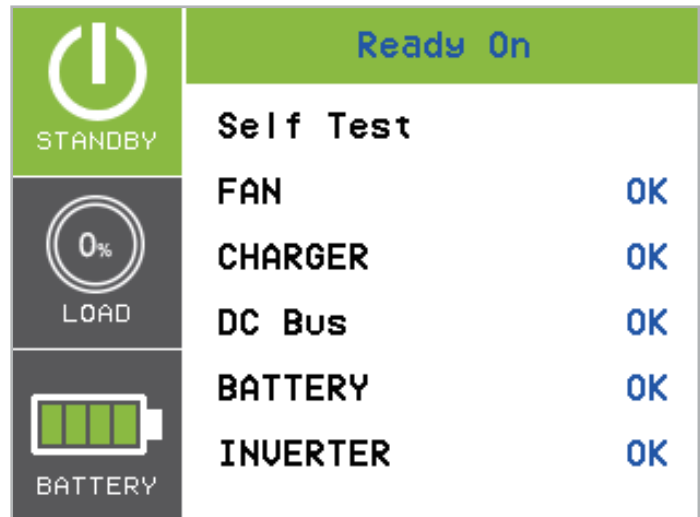 Ready On
STANDBY
Self Test
FAN OK
0%
CHARGER OK
LOAD
DC Bus OK
BATTERY OK
INVERTER OK
BATTERY